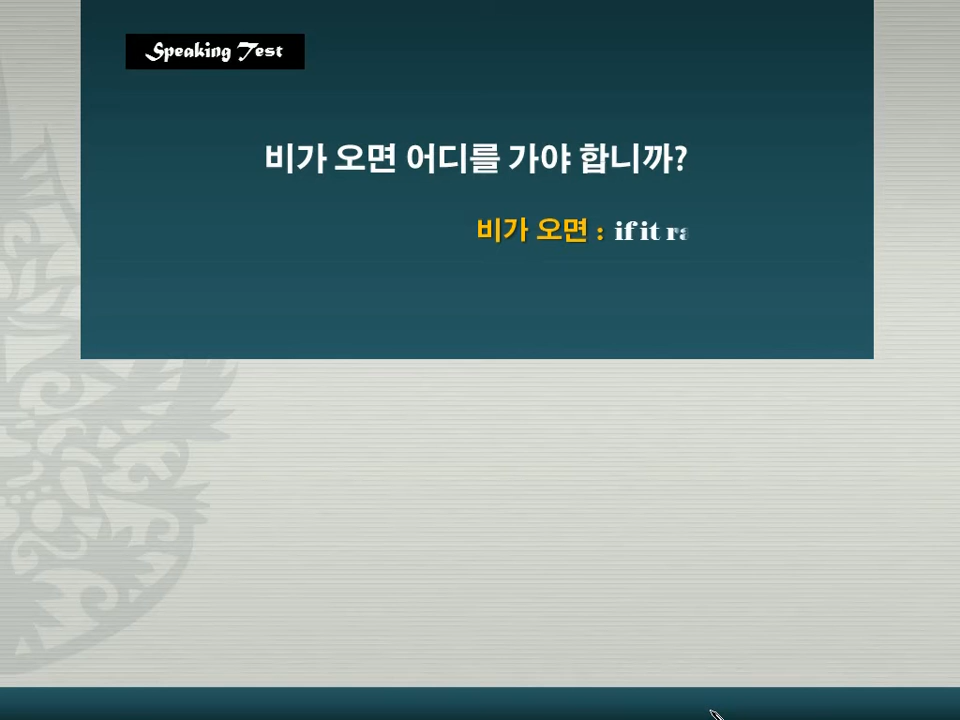 Speaking Test
비가 오면 어디를 가야 합니까?
비가 오면 : if it